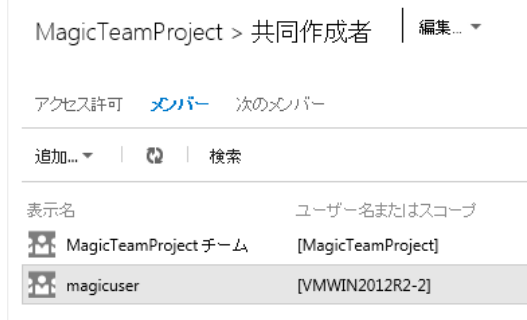 MagicTeamProject > 共同作成者 編集...
アクセス許可 メンバー 次のメンバー
追加... 検索
表示名 ユーザー名またはスコープ
MagicTeamProject チーム [MagicTeamProject]
magicuser [VMWIN2012R2-2]